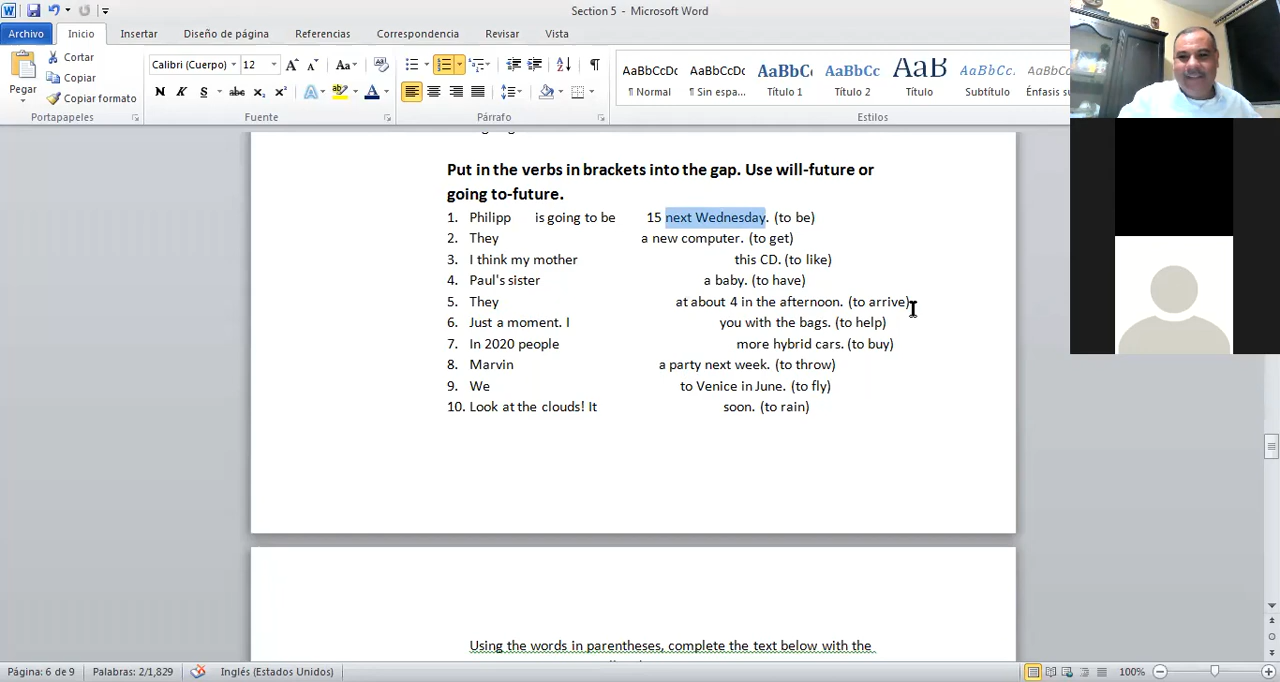 Section 5 - Microsoft Word
Archivo Inicio Insertar Diseño de página Referencias Correspondencia Revisar Vista
Cortar
Copiar
Copiar formato
Pegar
Portapapeles
Calibri (Cuerpo) 12
N K S abc x₂ x²
Fuente
Párrafo
AaBbCcDc AaBbCcDc AaBbC( AaBbCc AaB AaBbCc. AaBbCc
¶ Normal ¶ Sin espa... Título 1 Título 2 Título Subtítulo Énfasis
Estilos
Put in the verbs in brackets into the gap. Use will-future or
going to-future.
1. Philipp is going to be 15 next Wednesday. (to be)
2. They a new computer. (to get)
3. I think my mother this CD. (to like)
4. Paul's sister a baby. (to have)
5. They at about 4 in the afternoon. (to arrive)
6. Just a moment. I you with the bags. (to help)
7. In 2020 people more hybrid cars. (to buy)
8. Marvin a party next week. (to throw)
9. We to Venice in June. (to fly)
10. Look at the clouds! It soon. (to rain)
Using the words in parentheses, complete the text below with the
Página: 6 de 9 Palabras: 2/1,829 Inglés (Estados Unidos) 100%